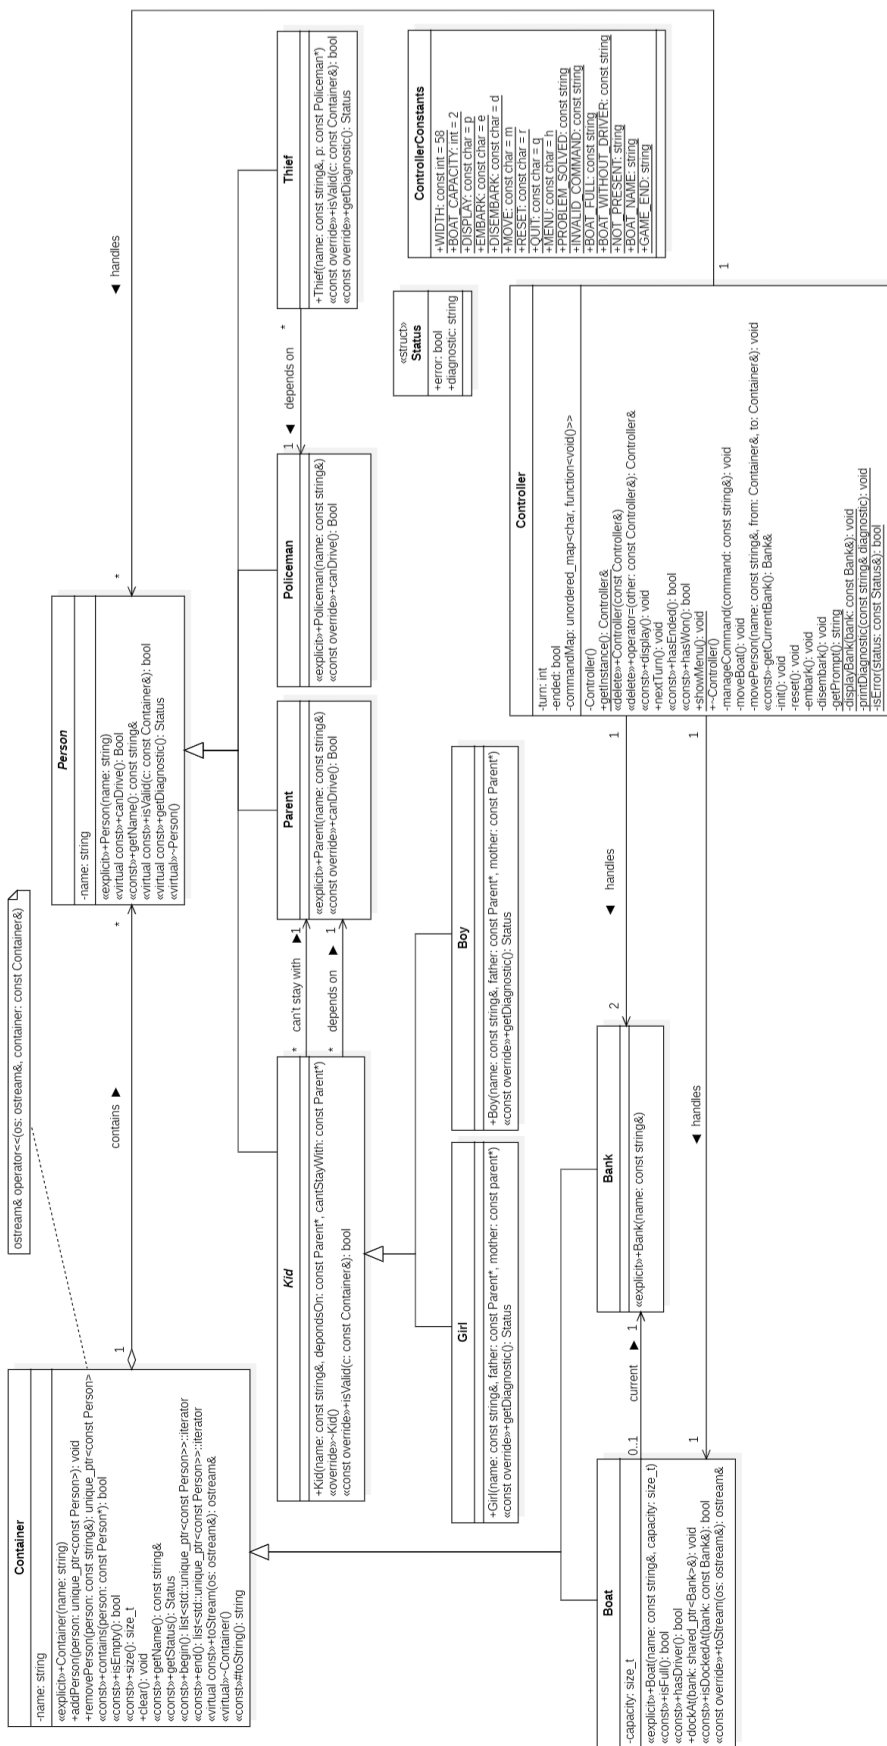 ostream& operator<<(os: ostream&, container: const Container&)
Container
-name: string
«explicit»+Container(name: string)
+addPerson(person: unique_ptr<const Person>): void
+removePerson(person: const string&): unique_ptr<const Person>
«const»+contains(person: const Person*): bool
«const»+isEmpty(): bool
«const»+size(): size_t
+clear(): void
«const»+getName(): const string&
«const»+getStatus(): Status
«const»+begin(): list<std::unique_ptr<const Person>>::iterator
«const»+end(): list<std::unique_ptr<const Person>>::iterator
«virtual const»+toStream(os: ostream&): ostream&
«virtual»~Container()
«const»#toString(): string
1
contains ▶
*
Person
-name: string
«explicit»+Person(name: string)
«virtual const»+canDrive(): Bool
«const»+getName(): const string&
«virtual const»+isValid(c: const Container&): bool
«virtual const»+getDiagnostic(): Status
«virtual»~Person()
*
◀ handles
1
Kid
+Kid(name: const string&, depondsOn: const Parent*, cantStayWith: const Parent*)
«override»~Kid()
«const override»+isValid(c: const Container&): bool
*
can't stay with ▶
1
*
depends on ▶
1
Parent
«explicit»+Parent(name: const string&)
«const override»+canDrive(): Bool
Policeman
«explicit»+Policeman(name: const string&)
«const override»+canDrive(): Bool
1
◀ depends on
*
Thief
+Thief(name: const string&, p: const Policeman*)
«const override»+isValid(c: const Container&): bool
«const override»+getDiagnostic(): Status
Girl
+Girl(name: const string&, father: const Parent*, mother: const parent*)
«const override»+getDiagnostic(): Status
Boy
+Boy(name: const string&, father: const Parent*, mother: const Parent*)
«const override»+getDiagnostic(): Status
«struct»
Status
+error: bool
+diagnostic: string
ControllerConstants
+WIDTH: const int = 58
+BOAT_CAPACITY: int = 2
+DISPLAY: const char = p
+EMBARK: const char = e
+DISEMBARK: const char = d
+MOVE: const char = m
+RESET: const char = r
+QUIT: const char = q
+MENU: const char = h
+PROBLEM_SOLVED: const string
+INVALID_COMMAND: const string
+BOAT_FULL: const string
+BOAT_WITHOUT_DRIVER: const string
+NOT_PRESENT: string
+BOAT_NAME: string
+GAME_END: string
Boat
-capacity: size_t
«explicit»+Boat(name: const string&, capacity: size_t)
«const»+isFull(): bool
«const»+hasDriver(): bool
+dockAt(bank: shared_ptr<Bank>&): void
«const»+isDockedAt(bank: const Bank&): bool
«const override»+toStream(os: ostream&): ostream&
0..1
current ▶
1
Bank
«explicit»+Bank(name: const string&)
2
◀ handles
1
1
◀ handles
1
Controller
-turn: int
-ended: bool
-commandMap: unordered_map<char, function<void()>>
-Controller()
+getInstance(): Controller&
«delete»+Controller(const Controller&)
«delete»+operator=(other: const Controller&): Controller&
«const»+display(): void
+nextTurn(): void
«const»+hasEnded(): bool
«const»+hasWon(): bool
+showMenu(): void
+~Controller()
-manageCommand(command: const string&): void
-moveBoat(): void
-movePerson(name: const string&, from: Container&, to: Container&): void
«const»-getCurrentBank(): Bank&
-init(): void
-reset(): void
-embark(): void
-disembark(): void
-getPrompt(): string
-displayBank(bank: const Bank&): void
-printDiagnostic(const string& diagnostic): void
-isError(status: const Status&): bool